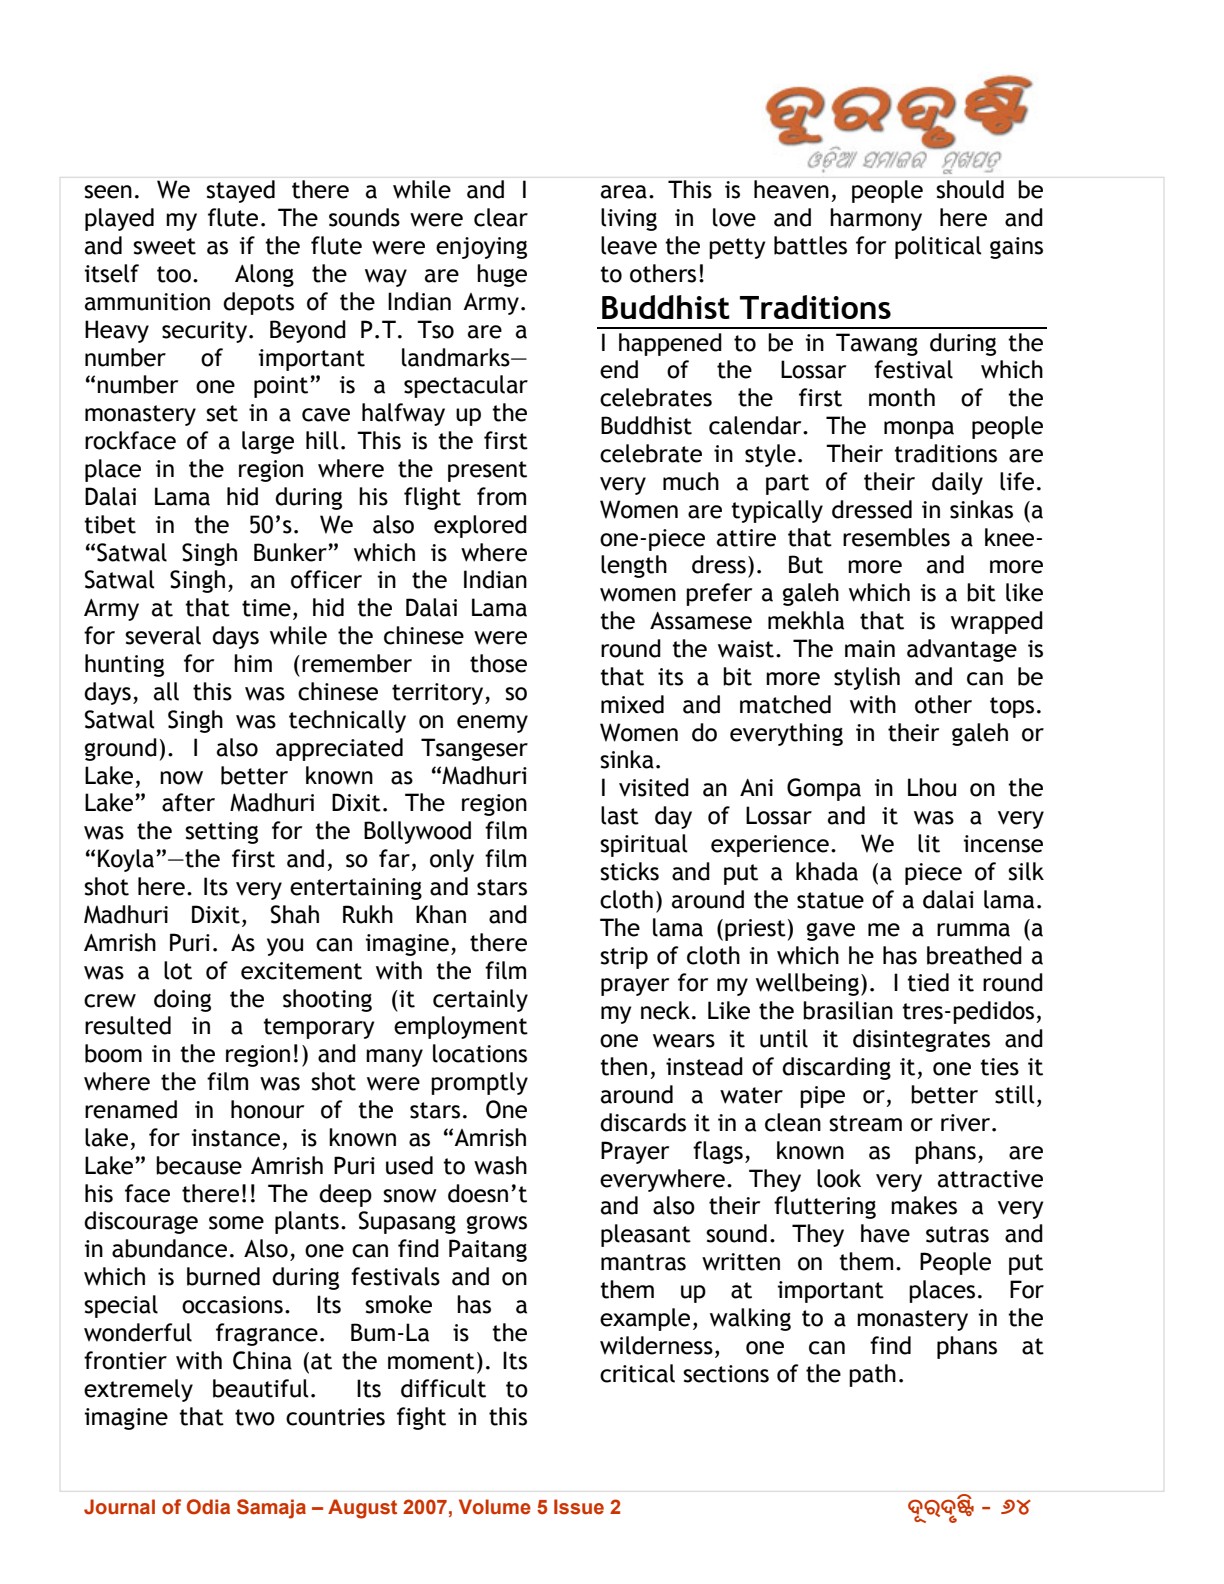 ଦୁରଦୃଷ୍ଟି
ଓଡ଼ିଆ ସମାଜର ମୁଖପତ୍ର
seen. We stayed there a while and I
played my flute. The sounds were clear
and sweet as if the flute were enjoying
itself too. Along the way are huge
ammunition depots of the Indian Army.
Heavy security. Beyond P.T. Tso are a
number of important landmarks—
“number one point” is a spectacular
monastery set in a cave halfway up the
rockface of a large hill. This is the first
place in the region where the present
Dalai Lama hid during his flight from
tibet in the 50’s. We also explored
“Satwal Singh Bunker” which is where
Satwal Singh, an officer in the Indian
Army at that time, hid the Dalai Lama
for several days while the chinese were
hunting for him (remember in those
days, all this was chinese territory, so
Satwal Singh was technically on enemy
ground). I also appreciated Tsangeser
Lake, now better known as “Madhuri
Lake” after Madhuri Dixit. The region
was the setting for the Bollywood film
“Koyla”—the first and, so far, only film
shot here. Its very entertaining and stars
Madhuri Dixit, Shah Rukh Khan and
Amrish Puri. As you can imagine, there
was a lot of excitement with the film
crew doing the shooting (it certainly
resulted in a temporary employment
boom in the region!) and many locations
where the film was shot were promptly
renamed in honour of the stars. One
lake, for instance, is known as “Amrish
Lake” because Amrish Puri used to wash
his face there!! The deep snow doesn’t
discourage some plants. Supasang grows
in abundance. Also, one can find Paitang
which is burned during festivals and on
special occasions. Its smoke has a
wonderful fragrance. Bum-La is the
frontier with China (at the moment). Its
extremely beautiful. Its difficult to
imagine that two countries fight in this
area. This is heaven, people should be
living in love and harmony here and
leave the petty battles for political gains
to others!
Buddhist Traditions
I happened to be in Tawang during the
end of the Lossar festival which
celebrates the first month of the
Buddhist calendar. The monpa people
celebrate in style. Their traditions are
very much a part of their daily life.
Women are typically dressed in sinkas (a
one-piece attire that resembles a knee-
length dress). But more and more
women prefer a galeh which is a bit like
the Assamese mekhla that is wrapped
round the waist. The main advantage is
that its a bit more stylish and can be
mixed and matched with other tops.
Women do everything in their galeh or
sinka.
I visited an Ani Gompa in Lhou on the
last day of Lossar and it was a very
spiritual experience. We lit incense
sticks and put a khada (a piece of silk
cloth) around the statue of a dalai lama.
The lama (priest) gave me a rumma (a
strip of cloth in which he has breathed a
prayer for my wellbeing). I tied it round
my neck. Like the brasilian tres-pedidos,
one wears it until it disintegrates and
then, instead of discarding it, one ties it
around a water pipe or, better still,
discards it in a clean stream or river.
Prayer flags, known as phans, are
everywhere. They look very attractive
and also their fluttering makes a very
pleasant sound. They have sutras and
mantras written on them. People put
them up at important places. For
example, walking to a monastery in the
wilderness, one can find phans at
critical sections of the path.
Journal of Odia Samaja – August 2007, Volume 5 Issue 2
ଦୂରଦୃଷ୍ଟି - ୬୪